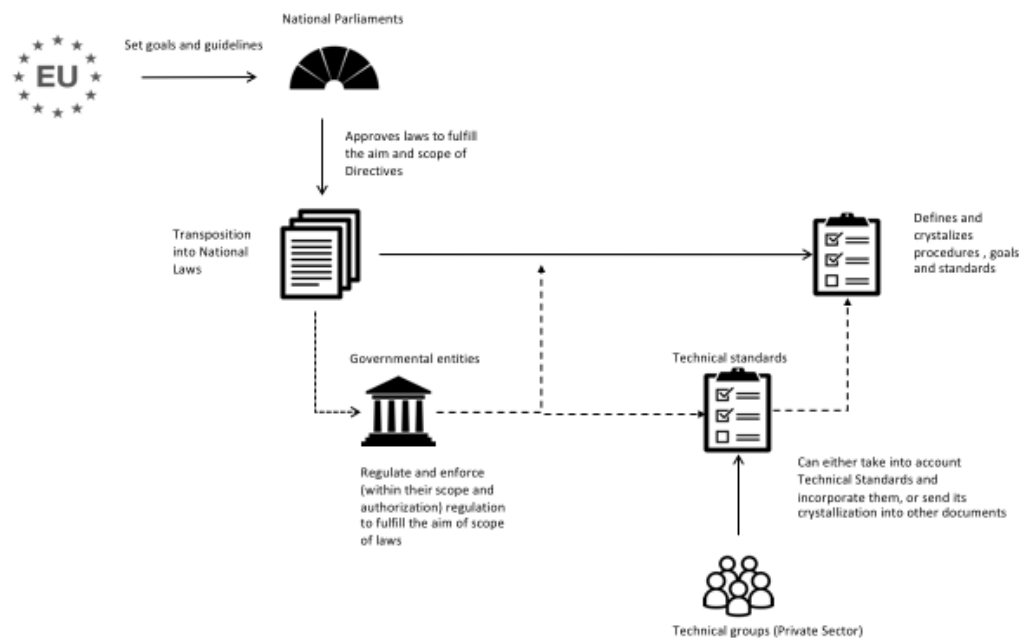 National Parliaments
Set goals and guidelines
EU
Approves laws to fulfill
the aim and scope of
Directives
Transposition
into National
Laws
Defines and
crystalizes
procedures , goals
and standards
Governmental entities
Technical standards
Regulate and enforce
(within their scope and
authorization) regulation
to fulfill the aim of scope
of laws
Can either take into account
Technical Standards and
incorporate them, or send its
crystallization into other documents
Technical groups (Private Sector)